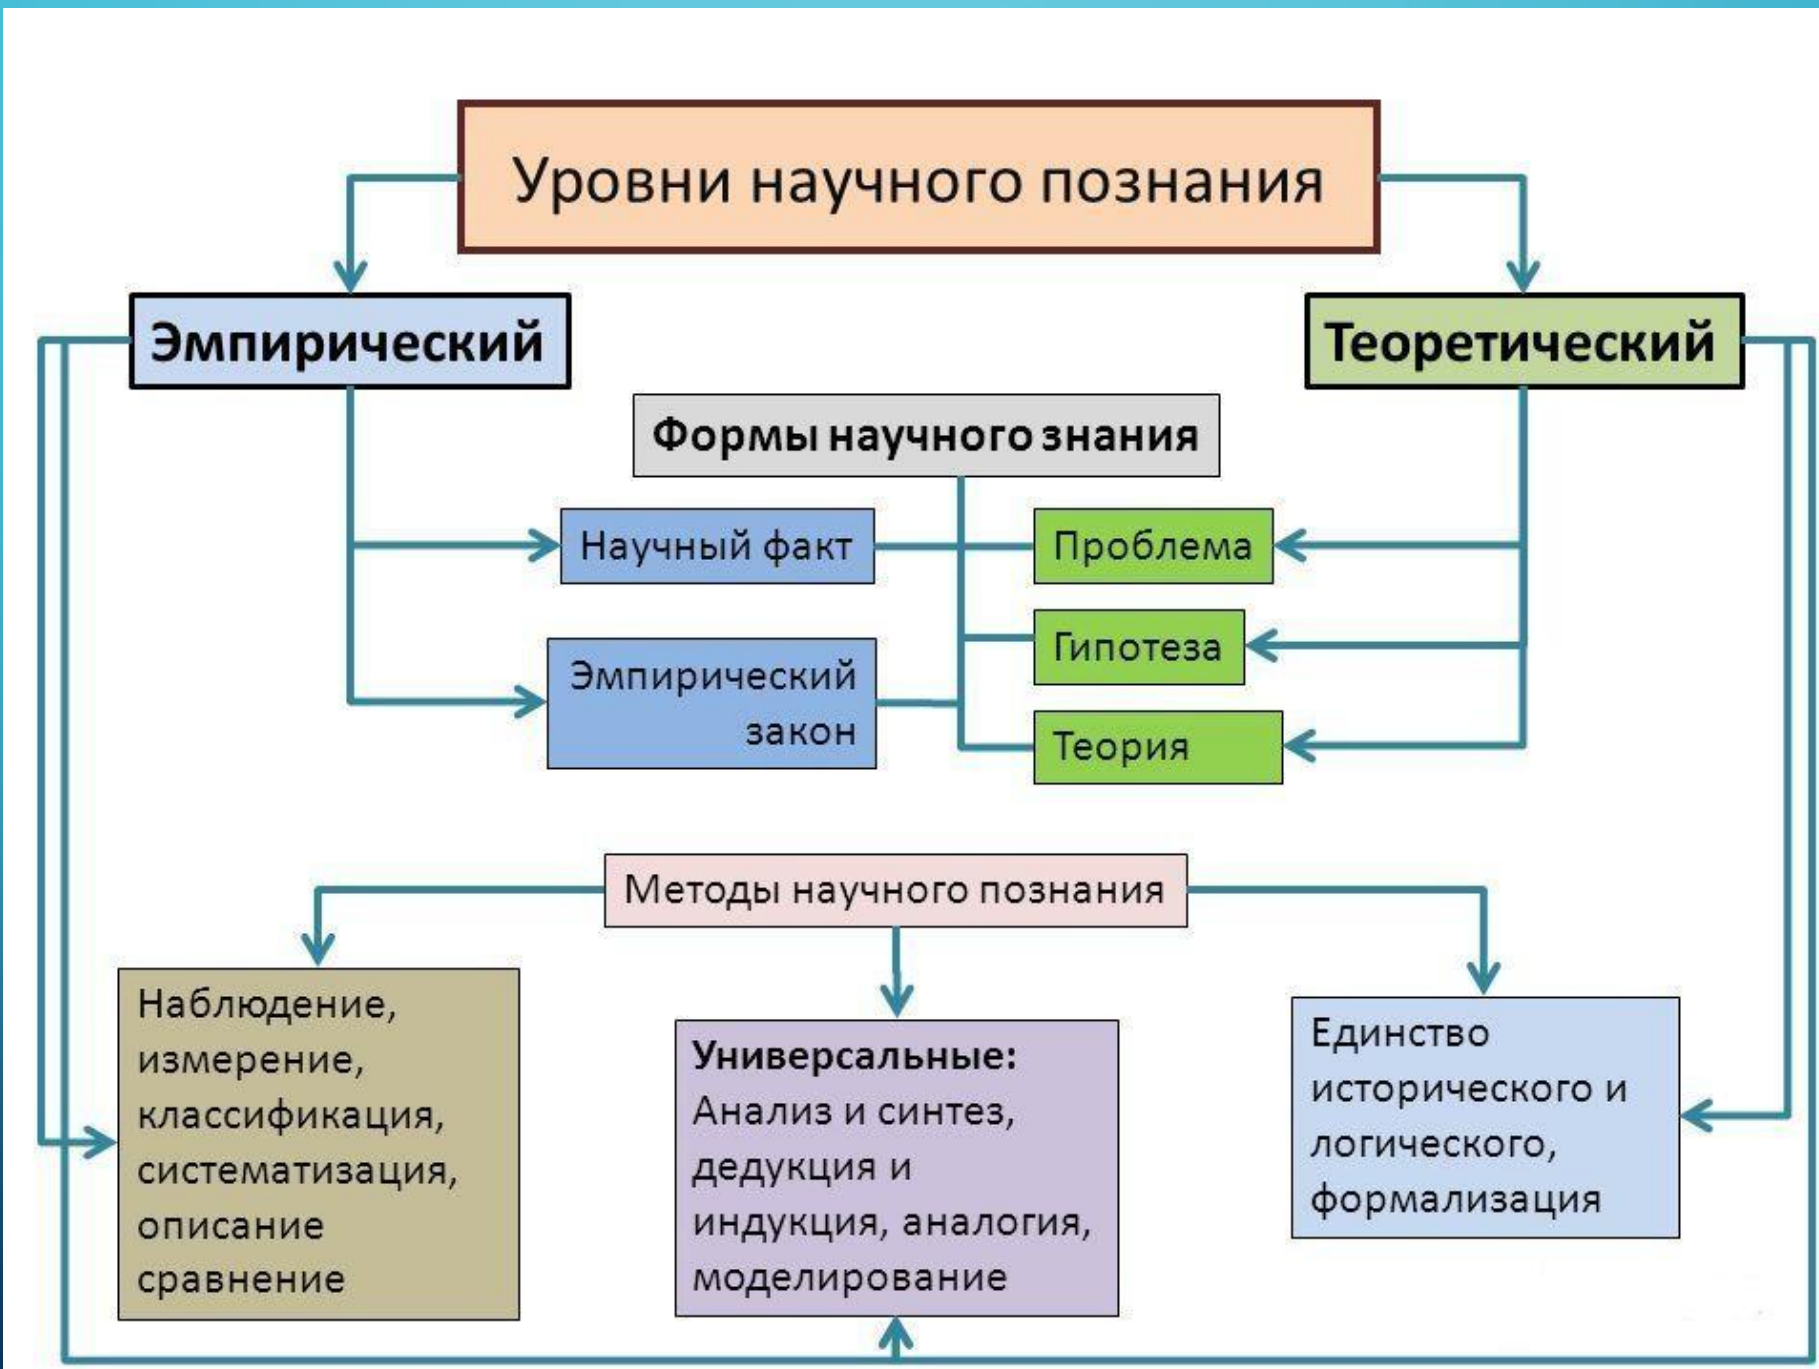 Уровни научного познания
Эмпирический
Теоретический
Формы научного знания
Научный факт
Проблема
Гипотеза
Эмпирический
закон
Теория
Методы научного познания
Наблюдение,
измерение,
классификация,
систематизация,
описание
сравнение
Универсальные:
Анализ и синтез,
дедукция и
индукция, аналогия,
моделирование
Единство
исторического и
логического,
формализация